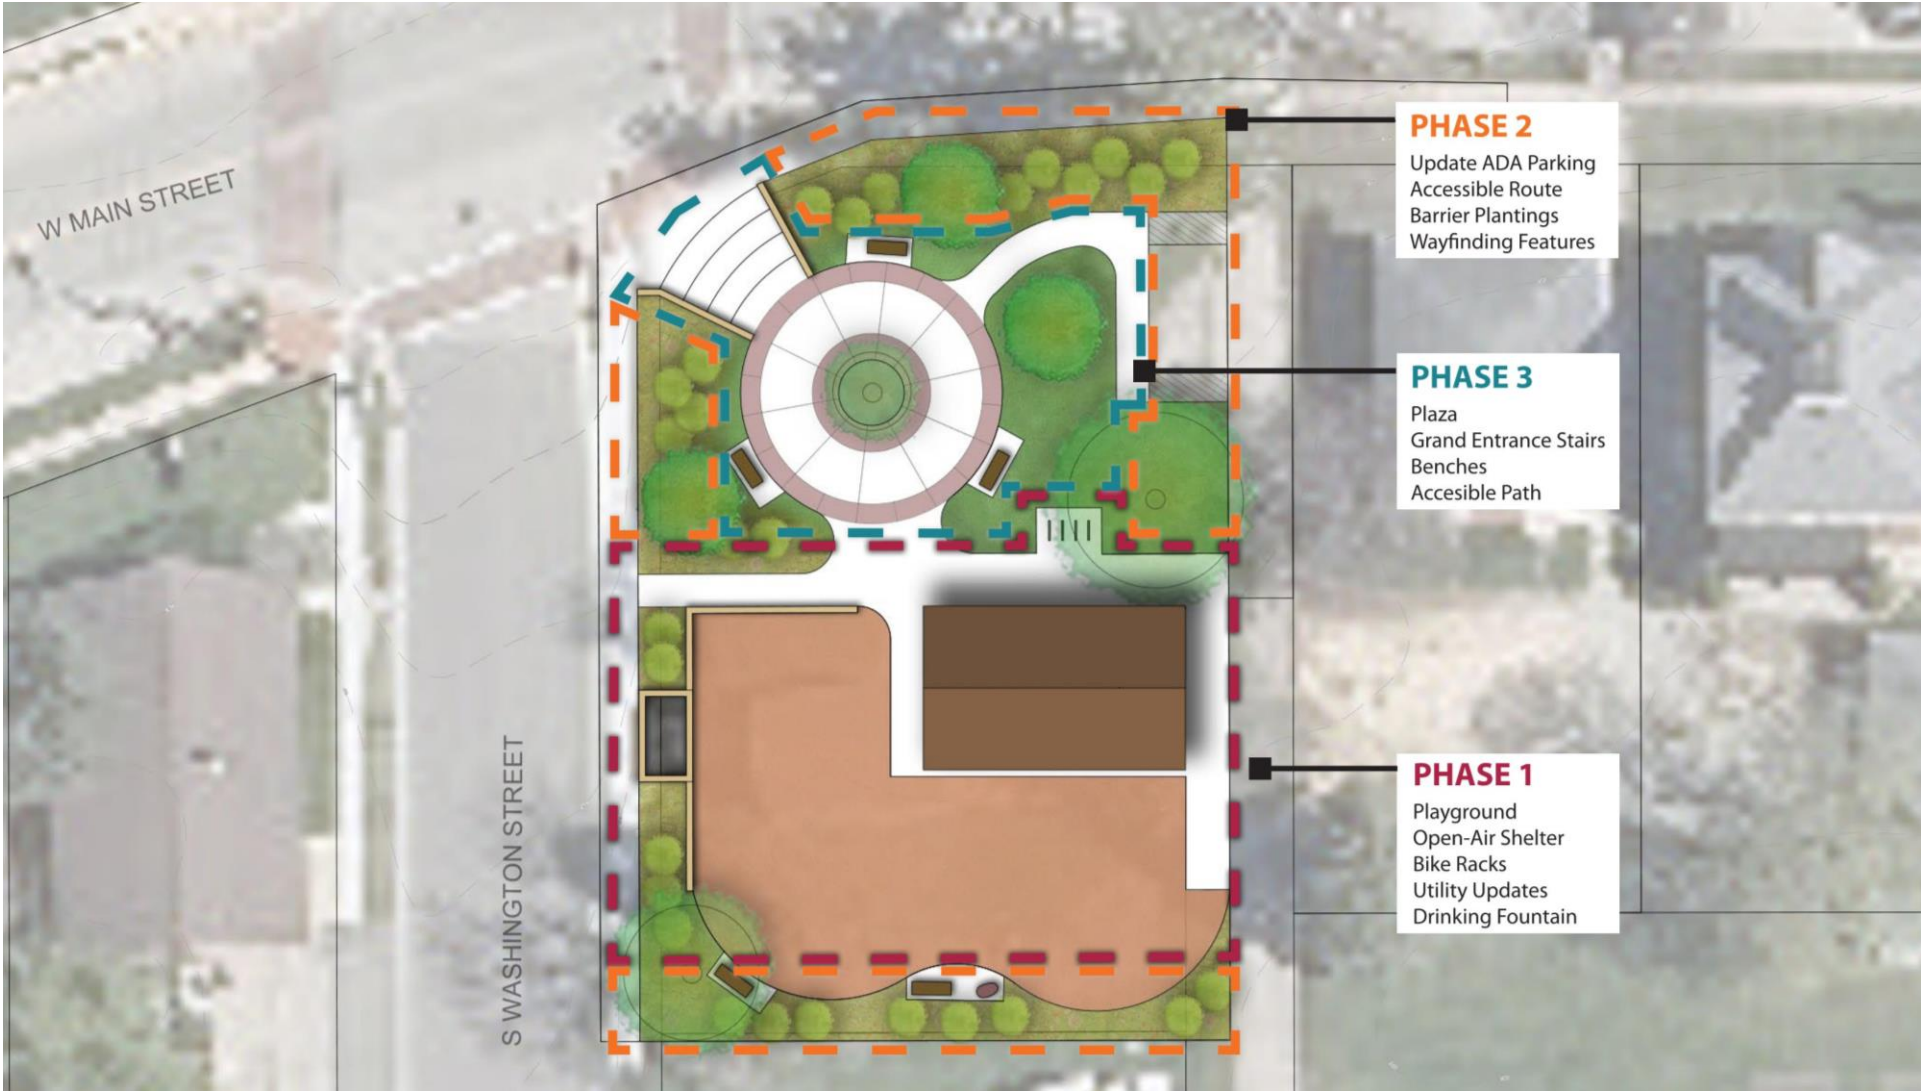 W MAIN STREET
S WASHINGTON STREET
PHASE 2
Update ADA Parking
Accessible Route
Barrier Plantings
Wayfinding Features
PHASE 3
Plaza
Grand Entrance Stairs
Benches
Accesible Path
PHASE 1
Playground
Open-Air Shelter
Bike Racks
Utility Updates
Drinking Fountain